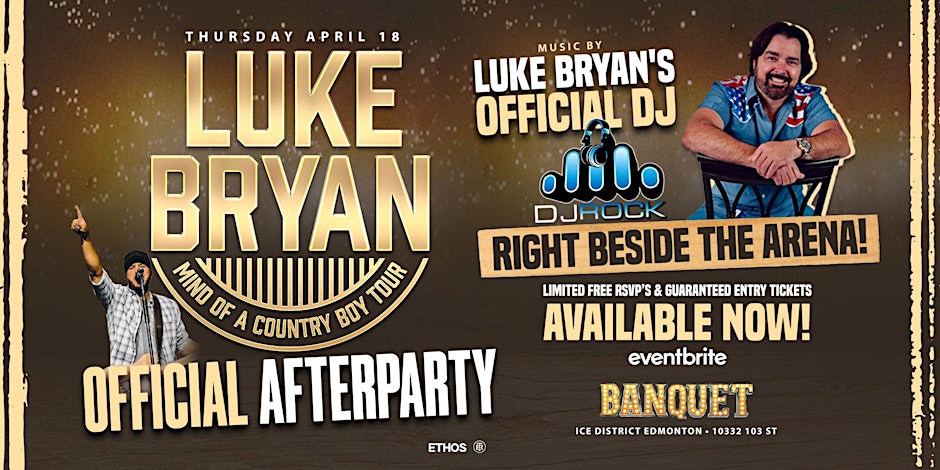 THURSDAY APRIL 18
LUKE
BRYAN
MIND OF A COUNTRY BOY TOUR
OFFICIAL AFTERPARTY
MUSIC BY
LUKE BRYAN'S
OFFICIAL DJ
DJROCK
RIGHT BESIDE THE ARENA!
LIMITED FREE RSVP'S & GUARANTEED ENTRY TICKETS
AVAILABLE NOW!
eventbrite
BANQUET
ICE DISTRICT EDMONTON • 10332 103 ST
ETHOS